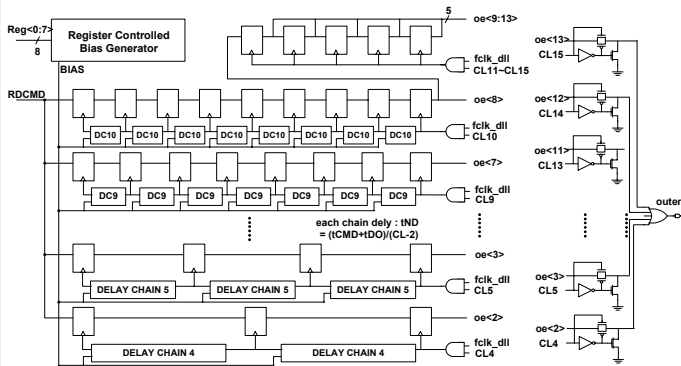 5
oe<9:13>
Reg<0:7>
8
Register Controlled
Bias Generator
BIAS
fclk_dll
CL11~CL15
RDCMD
oe<8>
DC10 DC10 DC10 DC10 DC10 DC10 DC10
fclk_dll
CL10
oe<7>
DC9 DC9 DC9 DC9 DC9 DC9 DC9
fclk_dll
CL9
each chain dely : tND
= (tCMD+tDO)/(CL-2)
oe<3>
DELAY CHAIN 5 DELAY CHAIN 5 DELAY CHAIN 5
fclk_dll
CL5
oe<2>
DELAY CHAIN 4 DELAY CHAIN 4
fclk_dll
CL4
oe<13>
CL15
oe<12>
CL14
oe<11>
CL13
outer
oe<3>
CL5
oe<2>
CL4